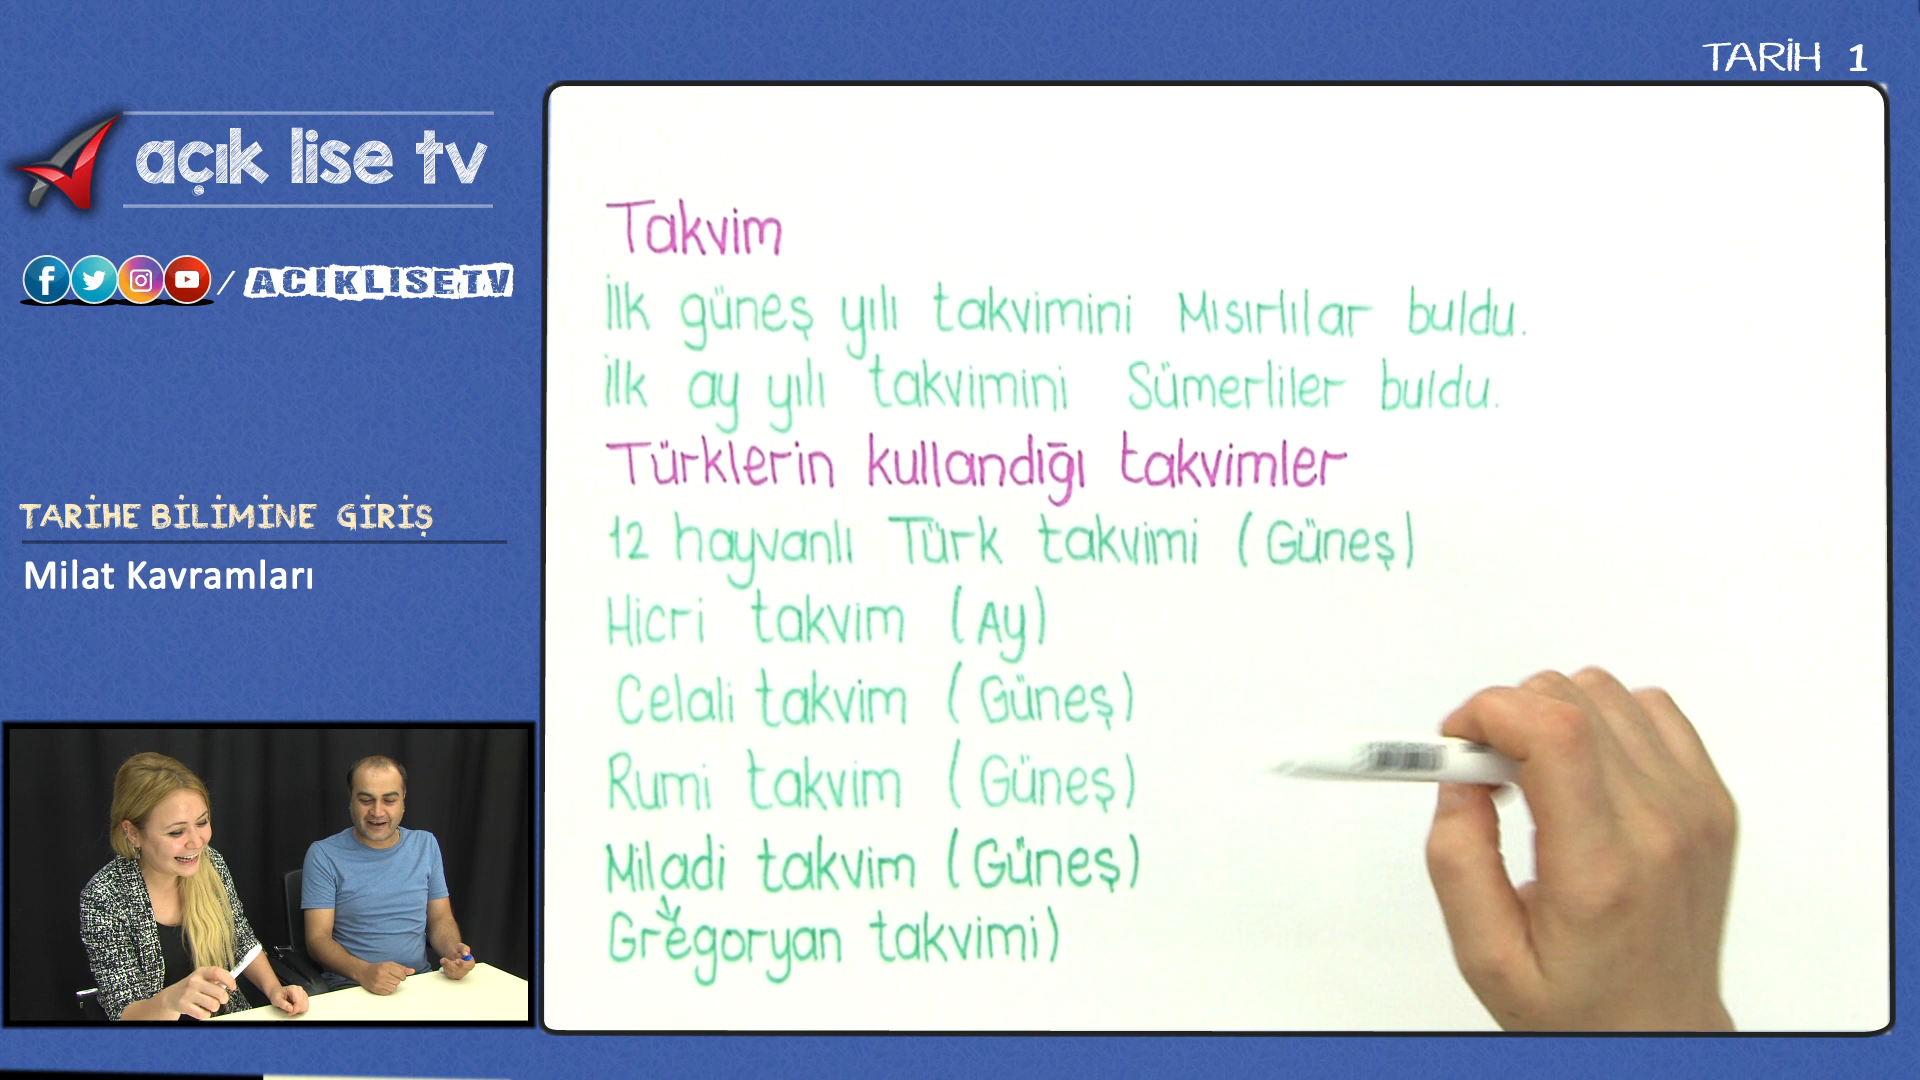 TARİH 1
açık lise tv
/ ACIKLISETV
TARİHE BİLİMİNE GİRİŞ
Milat Kavramları
Takvim
İlk güneş yılı takvimini Mısırlılar buldu.
İlk ay yılı takvimini Sümerliler buldu.
Türklerin kullandığı takvimler
12 hayvanlı Türk takvimi (Güneş)
Hicri takvim (Ay)
Celali takvim (Güneş)
Rumi takvim (Güneş)
Miladi takvim (Güneş)
Gregoryan takvimi)